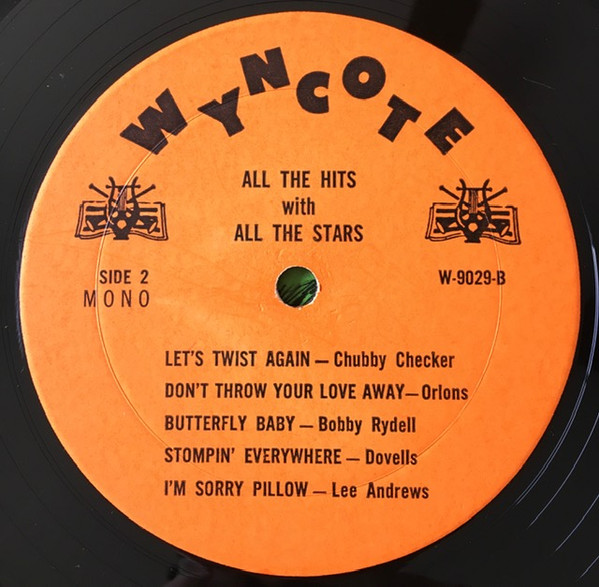 WYNCOTE
ALL THE HITS
with
ALL THE STARS
SIDE 2
MONO
W-9029-B
LET'S TWIST AGAIN — Chubby Checker
DON'T THROW YOUR LOVE AWAY — Orlons
BUTTERFLY BABY — Bobby Rydell
STOMPIN' EVERYWHERE — Dovells
I'M SORRY PILLOW — Lee Andrews